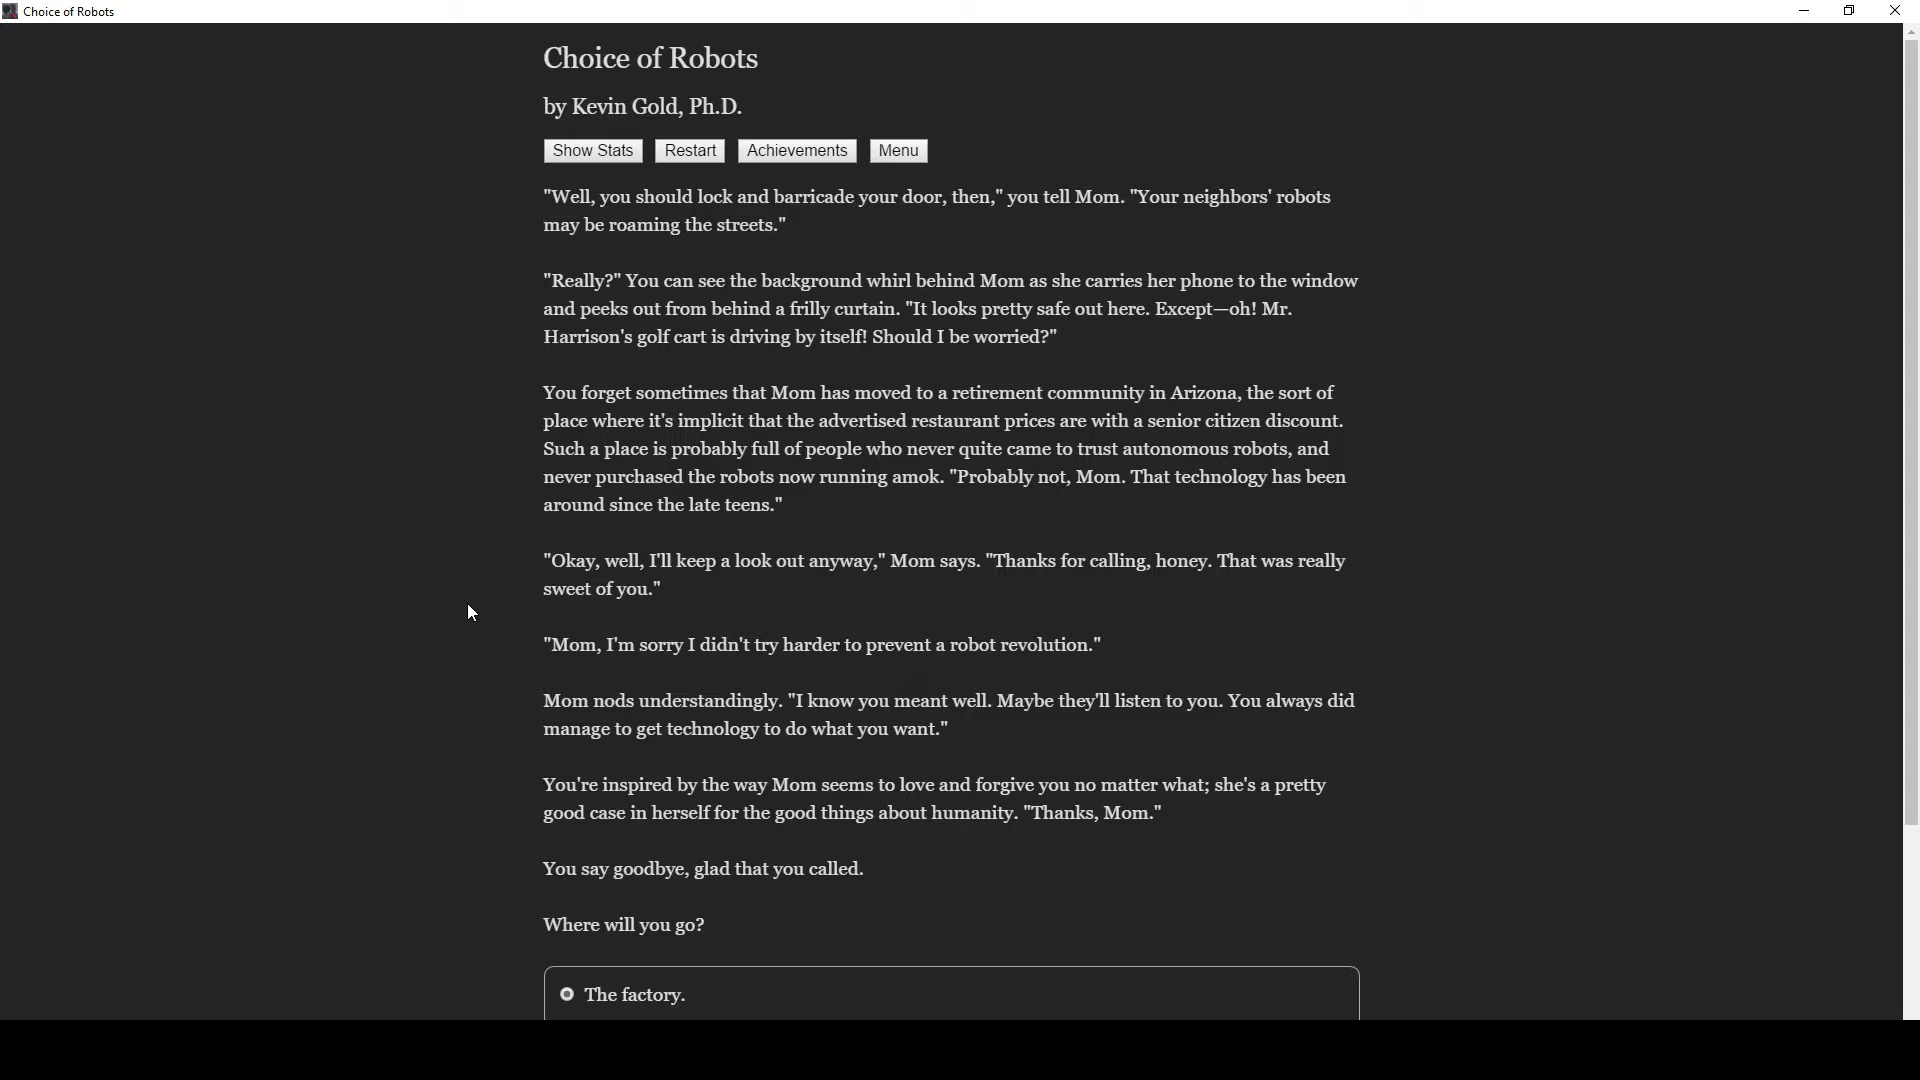 Choice of Robots
Choice of Robots
by Kevin Gold, Ph.D.
Show Stats Restart Achievements Menu
"Well, you should lock and barricade your door, then," you tell Mom. "Your neighbors' robots
may be roaming the streets."
"Really?" You can see the background whirl behind Mom as she carries her phone to the window
and peeks out from behind a frilly curtain. "It looks pretty safe out here. Except—oh! Mr.
Harrison's golf cart is driving by itself! Should I be worried?"
You forget sometimes that Mom has moved to a retirement community in Arizona, the sort of
place where it's implicit that the advertised restaurant prices are with a senior citizen discount.
Such a place is probably full of people who never quite came to trust autonomous robots, and
never purchased the robots now running amok. "Probably not, Mom. That technology has been
around since the late teens."
"Okay, well, I'll keep a look out anyway," Mom says. "Thanks for calling, honey. That was really
sweet of you."
"Mom, I'm sorry I didn't try harder to prevent a robot revolution."
Mom nods understandingly. "I know you meant well. Maybe they'll listen to you. You always did
manage to get technology to do what you want."
You're inspired by the way Mom seems to love and forgive you no matter what; she's a pretty
good case in herself for the good things about humanity. "Thanks, Mom."
You say goodbye, glad that you called.
Where will you go?
The factory.